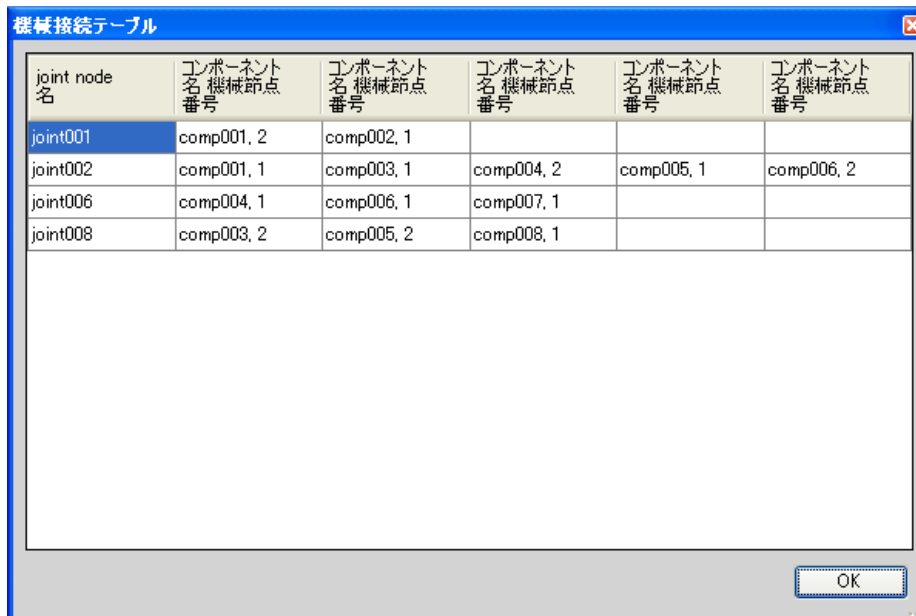 機械接続テーブル
joint node
名
コンポーネント
名 機械節点
番号
コンポーネント
名 機械節点
番号
コンポーネント
名 機械節点
番号
コンポーネント
名 機械節点
番号
コンポーネント
名 機械節点
番号
joint001 comp001, 2 comp002, 1
joint002 comp001, 1 comp003, 1 comp004, 2 comp005, 1 comp006, 2
joint006 comp004, 1 comp006, 1 comp007, 1
joint008 comp003, 2 comp005, 2 comp008, 1
OK